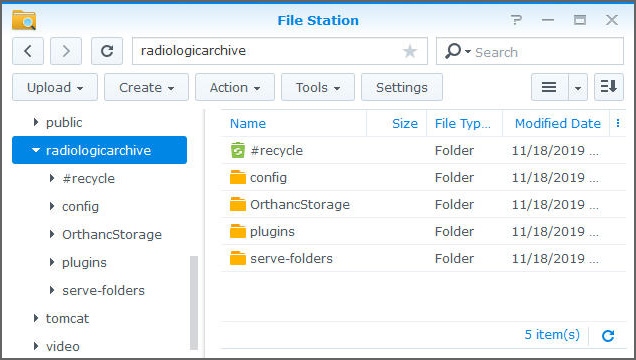 File Station
radiologicarchive
Search
Upload Create Action Tools Settings
public
radiologicarchive
#recycle
config
OrthancStorage
plugins
serve-folders
tomcat
video
Name Size File Typ... Modified Date
#recycle Folder 11/18/2019 ...
config Folder 11/18/2019 ...
OrthancStorage Folder 11/18/2019 ...
plugins Folder 11/18/2019 ...
serve-folders Folder 11/18/2019 ...
5 item(s)